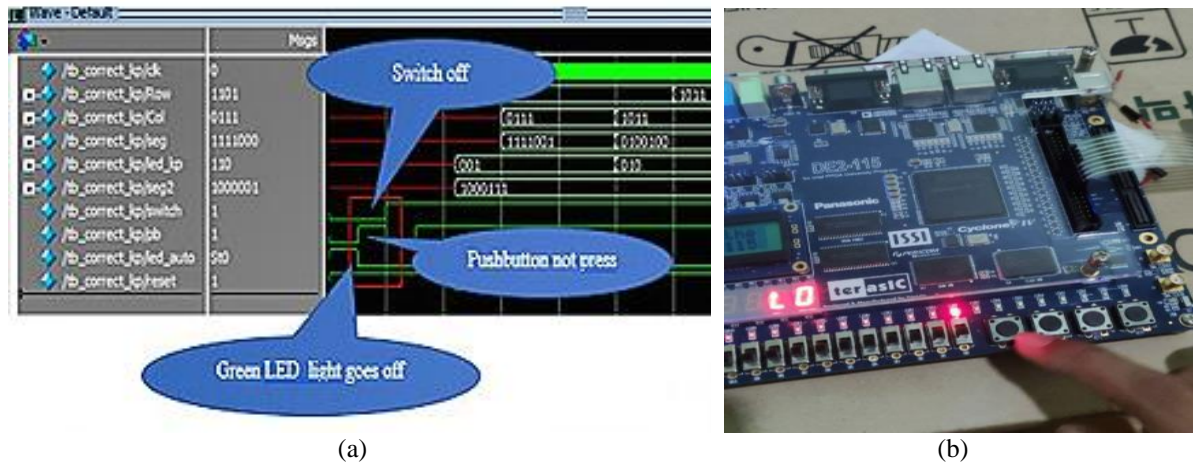 Wave - Default
Msgs
/tb_correct_kp/clk 0
/tb_correct_kp/Row 1101
1011
/tb_correct_kp/Col 0111
0111 1011
/tb_correct_kp/seg 1111000
1111001 0100100
/tb_correct_kp/led_kp 110
001 010
/tb_correct_kp/seg2 1000001
1000111
/tb_correct_kp/switch 1
/tb_correct_kp/pb 1
/tb_correct_kp/led_auto St0
/tb_correct_kp/reset 1
Switch off
Pushbutton not press
Green LED light goes off
(a)
DE2-115
Panasonic
ISSI
Cyclone IV
terasIC
LO
(b)